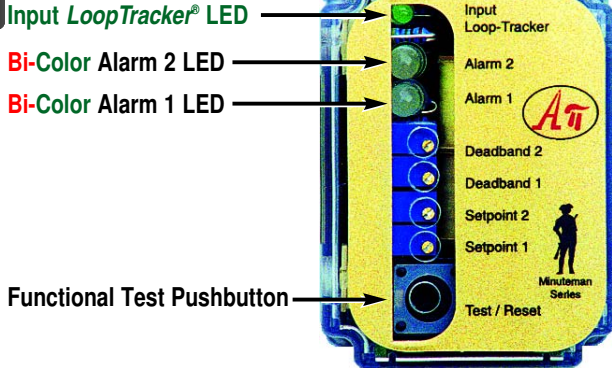 Input LoopTracker® LED
Bi-Color Alarm 2 LED
Bi-Color Alarm 1 LED
Functional Test Pushbutton
Input
Loop-Tracker
Alarm 2
Alarm 1
Aπ
Deadband 2
Deadband 1
Setpoint 2
Setpoint 1
Minuteman
Series
Test / Reset